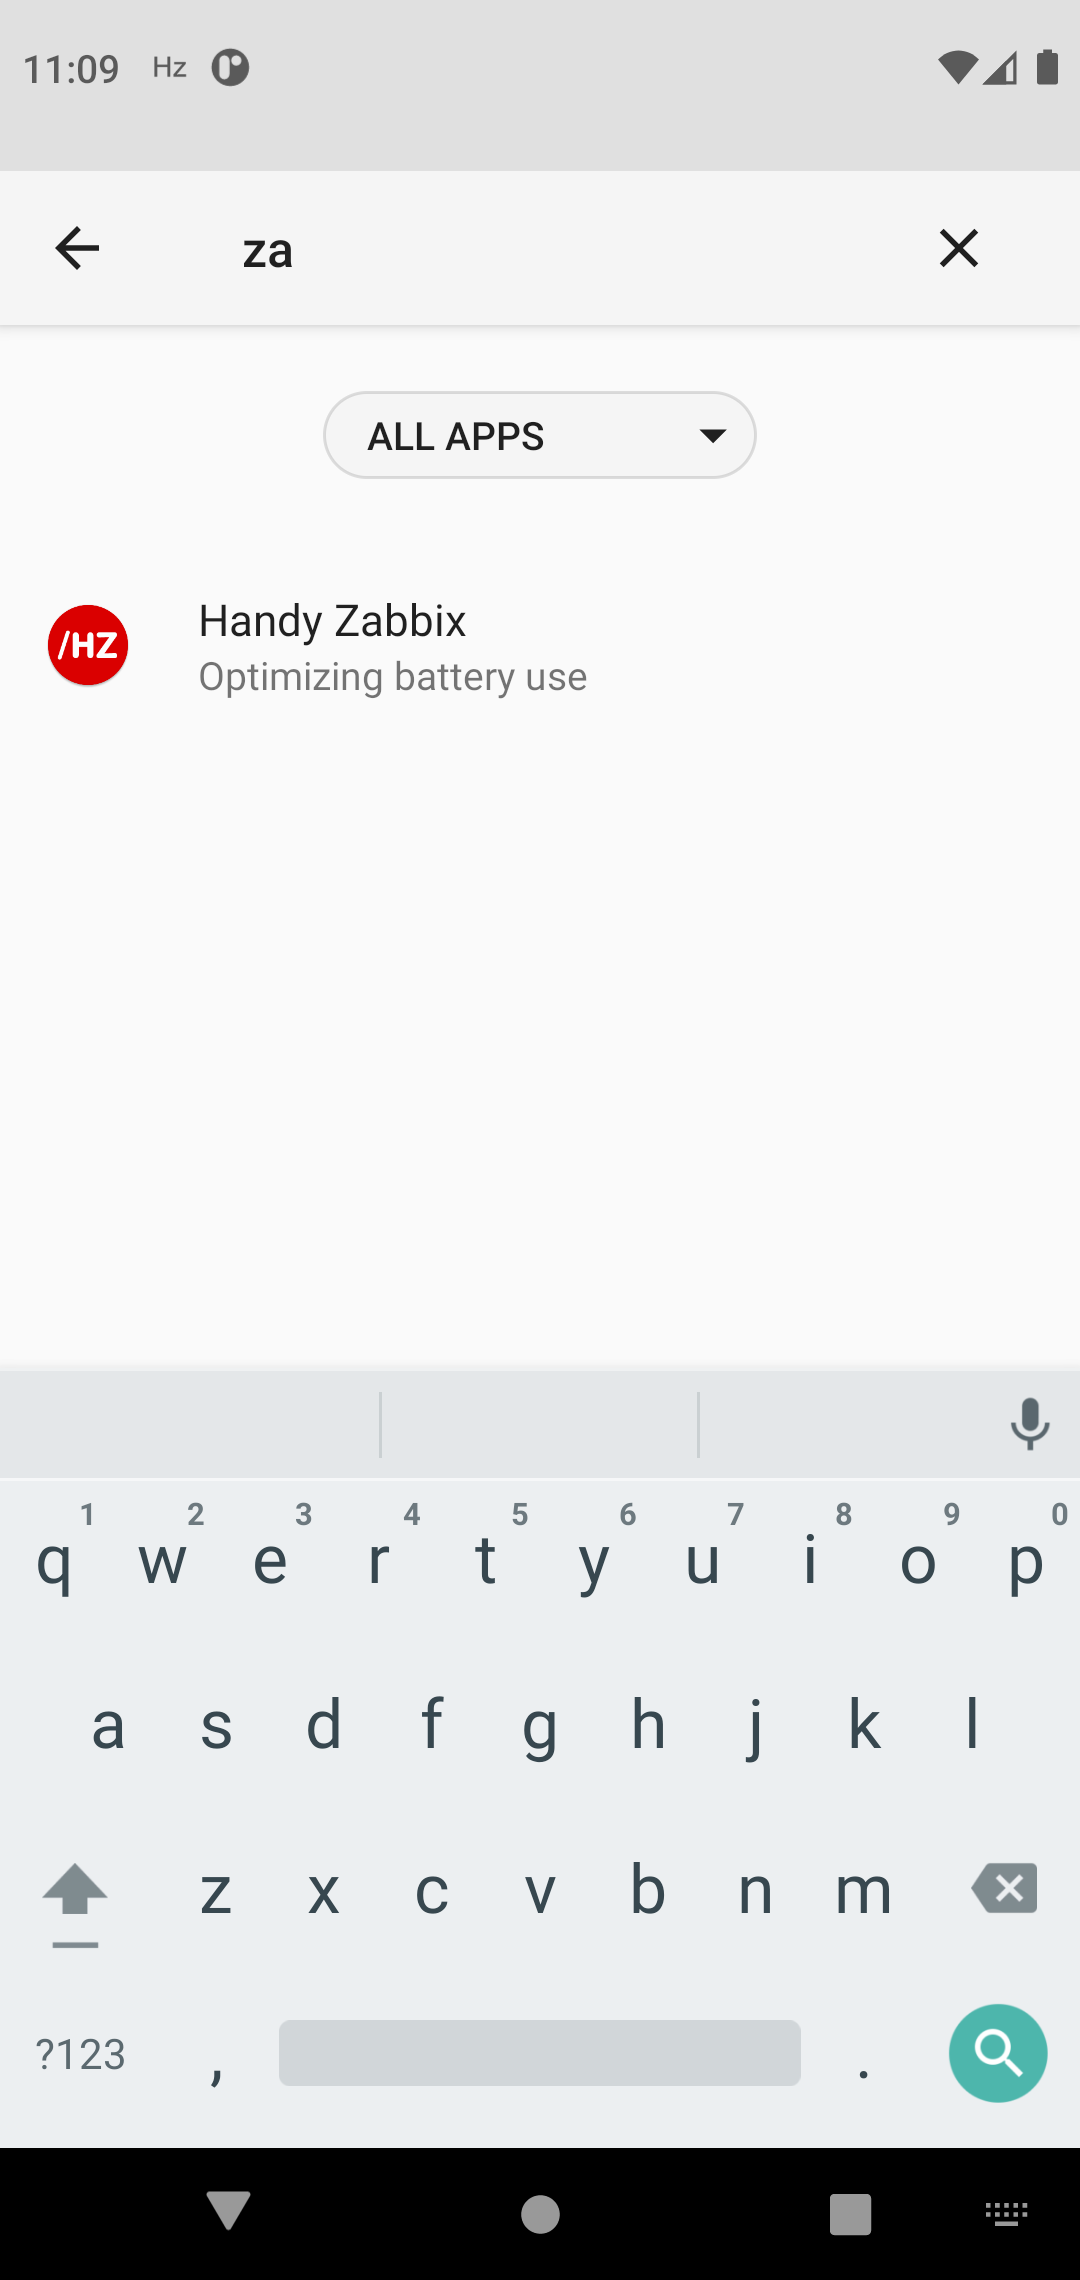 11:09 Hz
za
ALL APPS
/HZ
Handy Zabbix
Optimizing battery use
1 2 3 4 5 6 7 8 9 0
q w e r t y u i o p
a s d f g h j k l
z x c v b n m
?123 , .